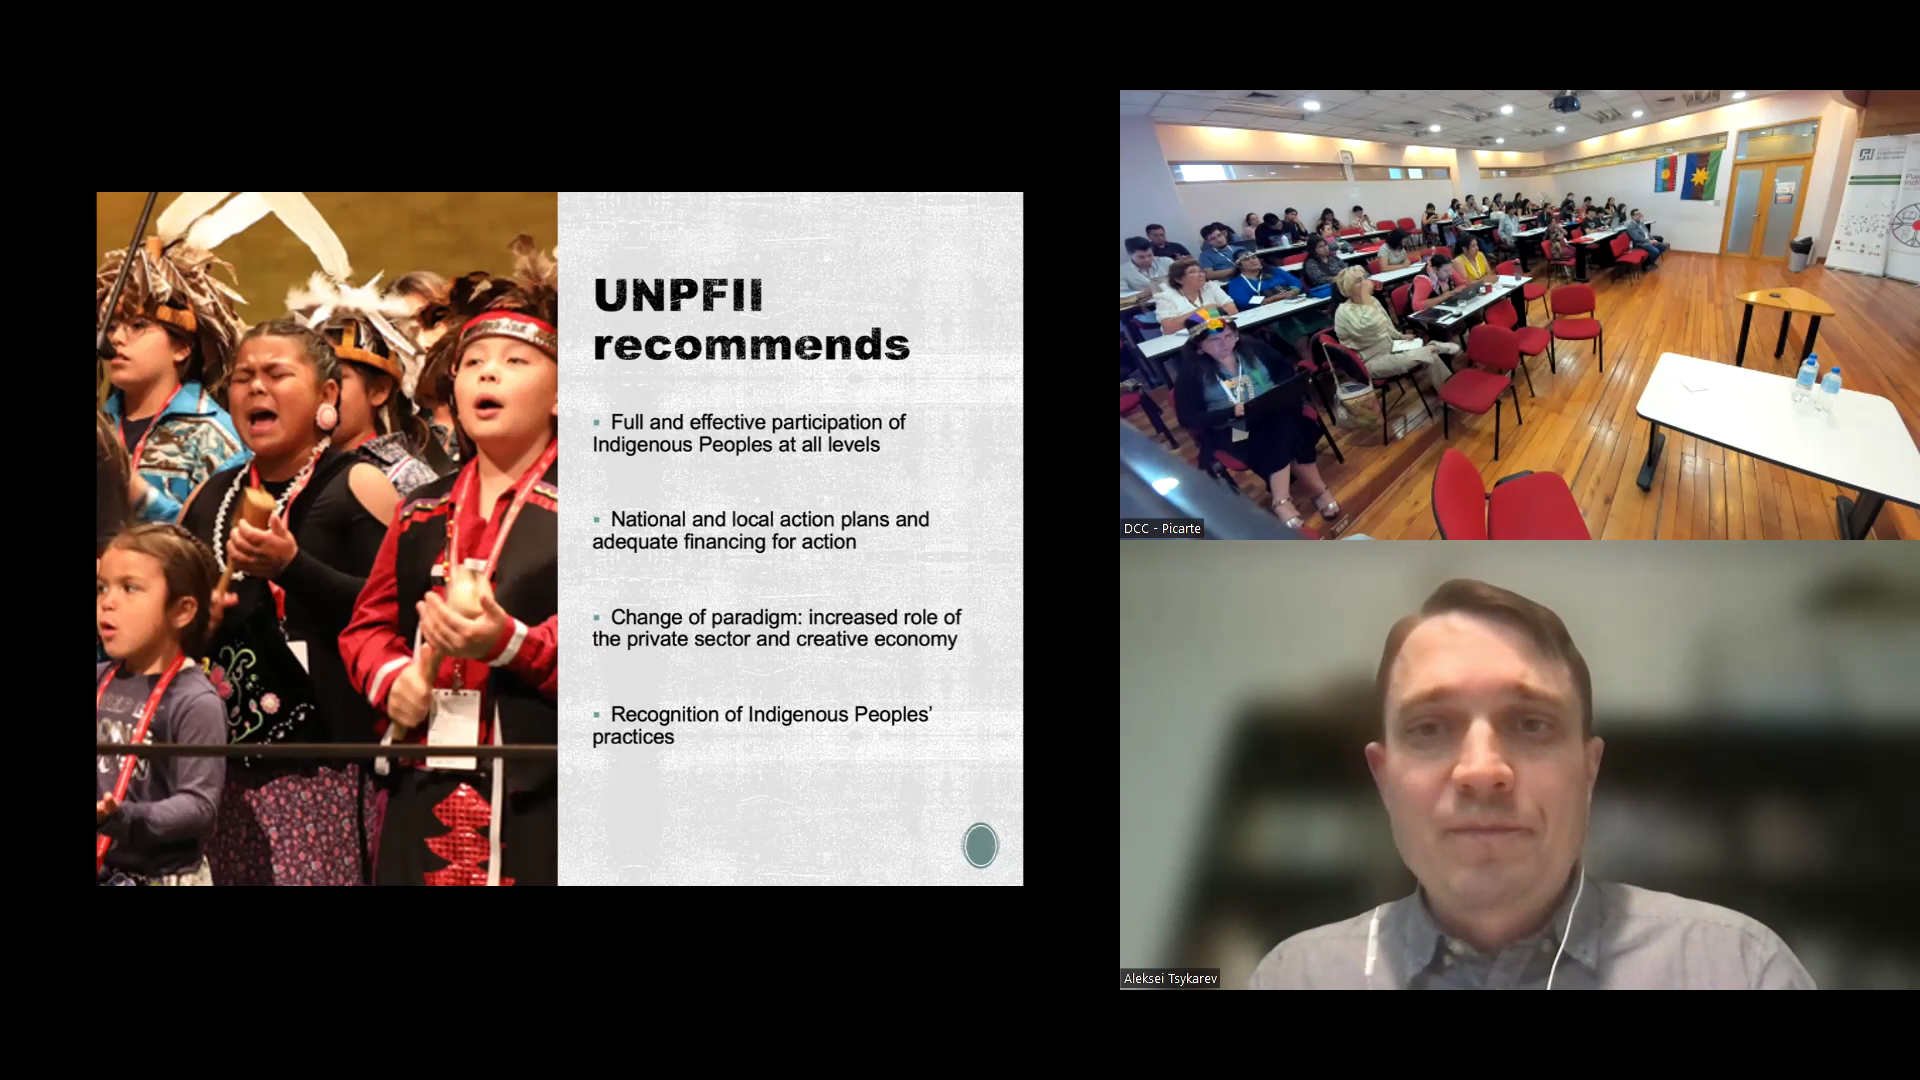 UNPFII
recommends
▪ Full and effective participation of
Indigenous Peoples at all levels
▪ National and local action plans and
adequate financing for action
▪ Change of paradigm: increased role of
the private sector and creative economy
▪ Recognition of Indigenous Peoples’
practices
DCC - Picarte
Aleksei Tsykarev